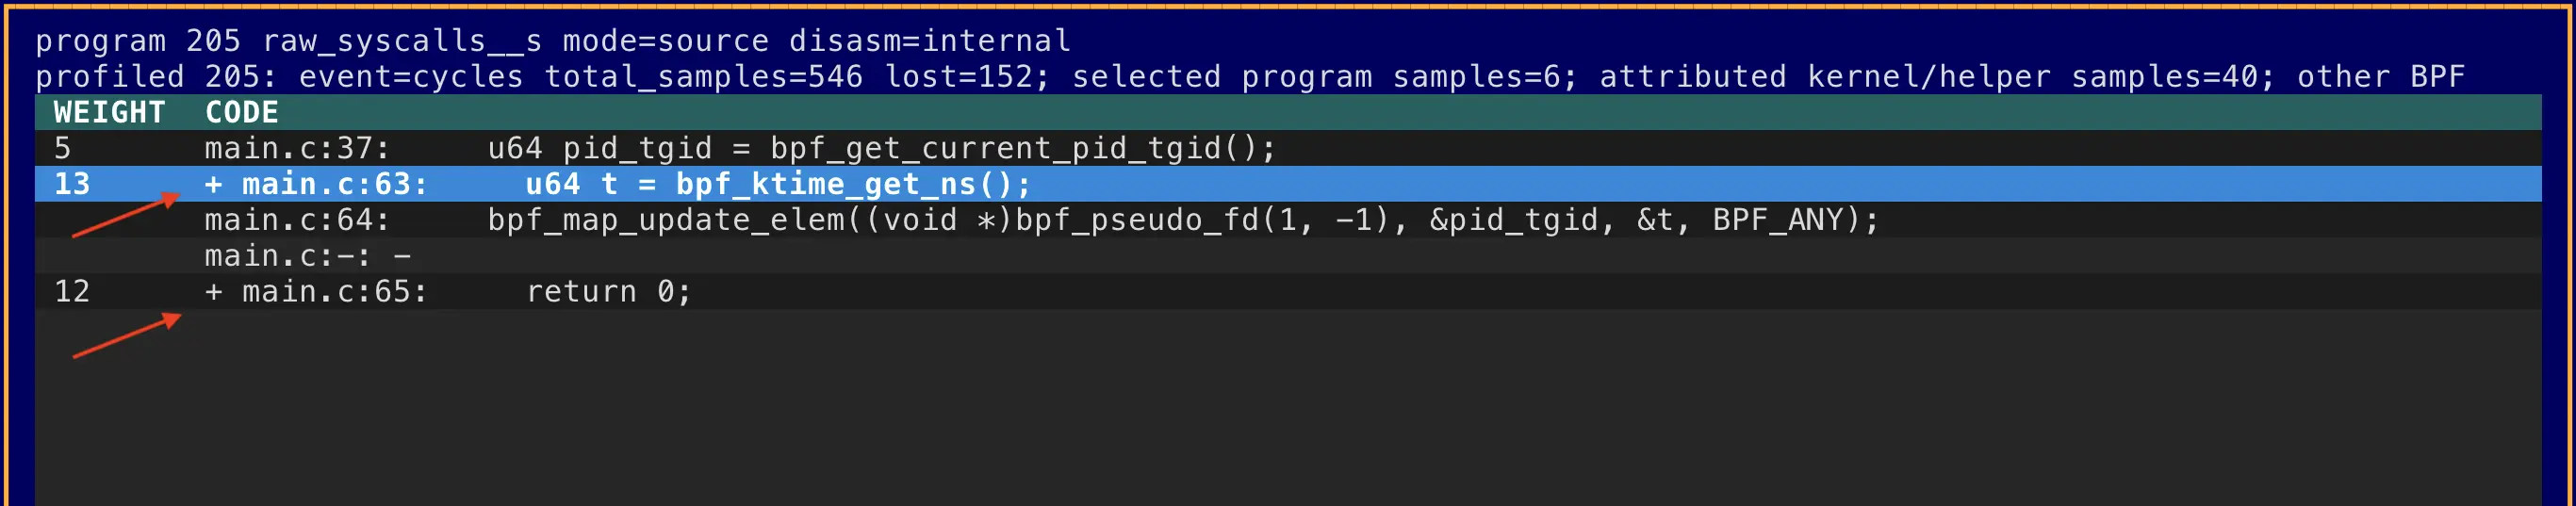 program 205 raw_syscalls__s mode=source disasm=internal
profiled 205: event=cycles total_samples=546 lost=152; selected program samples=6; attributed kernel/helper samples=40; other BPF
WEIGHT CODE
5 main.c:37: u64 pid_tgid = bpf_get_current_pid_tgid();
13 + main.c:63: u64 t = bpf_ktime_get_ns();
main.c:64: bpf_map_update_elem((void *)bpf_pseudo_fd(1, -1), &pid_tgid, &t, BPF_ANY);
main.c:-: -
12 + main.c:65: return 0;